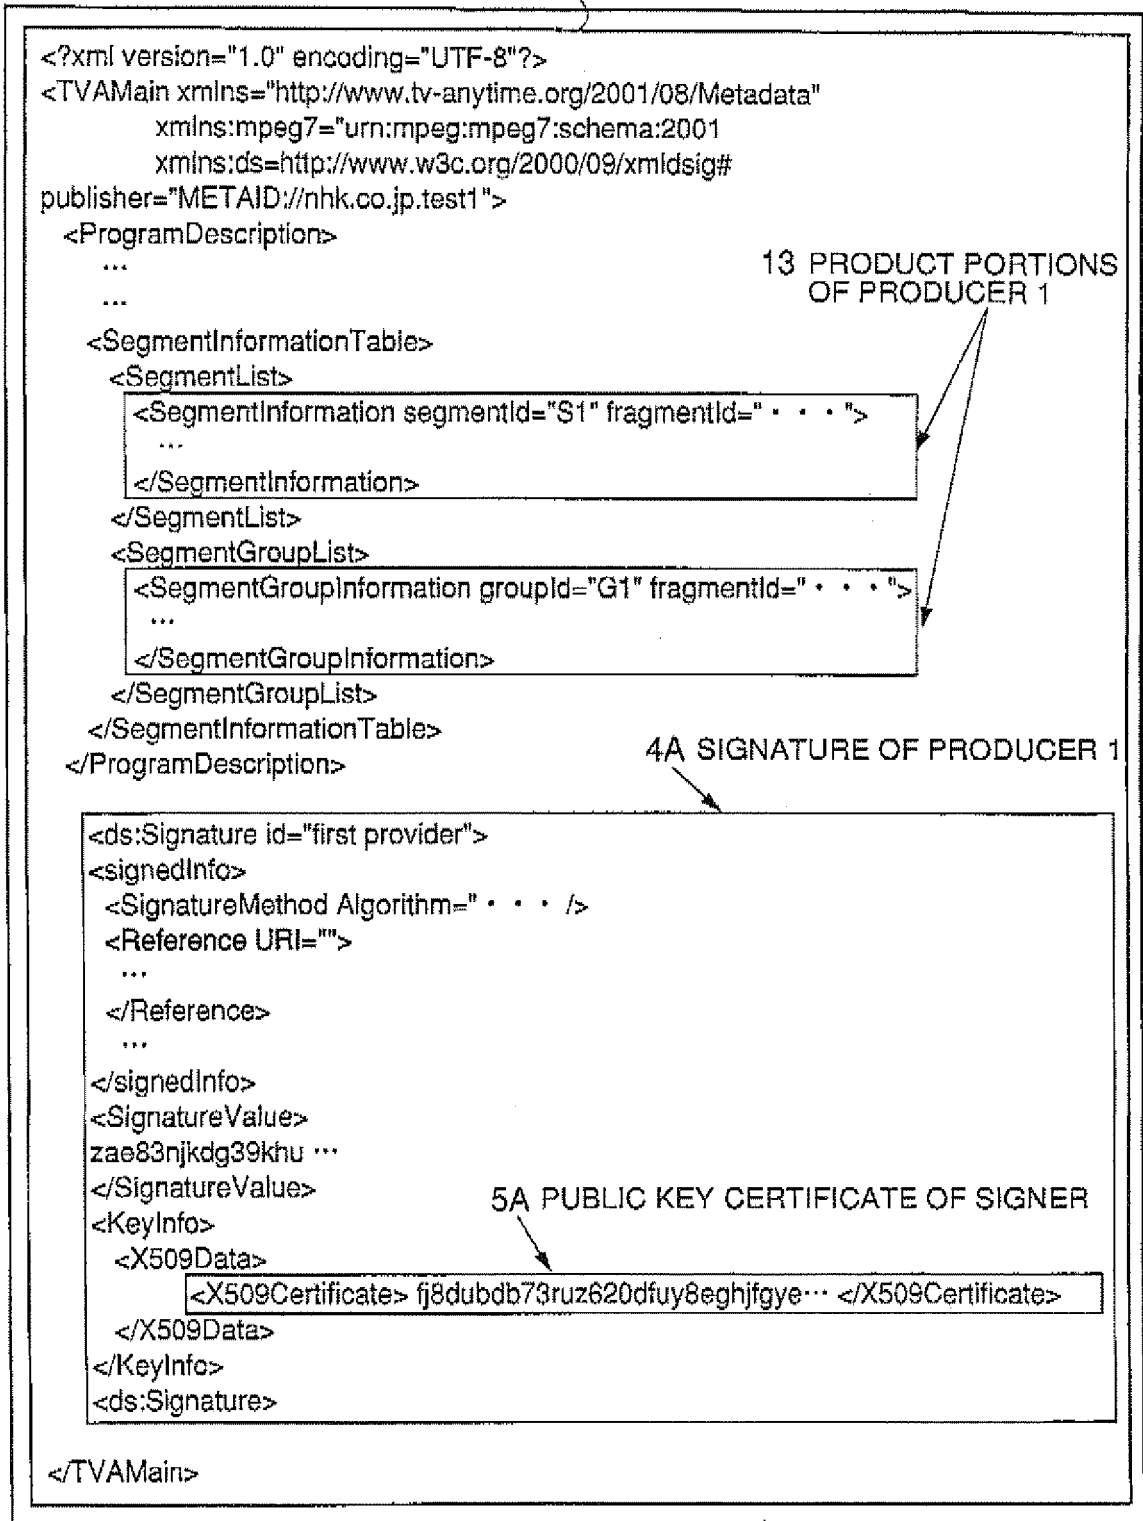 <?xml version="1.0" encoding="UTF-8"?>
<TVAMain xmlns="http://www.tv-anytime.org/2001/08/Metadata"
xmlns:mpeg7="urn:mpeg:mpeg7:schema:2001
xmlns:ds=http://www.w3c.org/2000/09/xmldsig#
publisher="METAID://nhk.co.jp.test1">
<ProgramDescription>
...
...
13 PRODUCT PORTIONS
OF PRODUCER 1
<SegmentInformationTable>
<SegmentList>
<SegmentInformation segmentId="S1" fragmentId=" · · · ">
...
</SegmentInformation>
</SegmentList>
<SegmentGroupList>
<SegmentGroupInformation groupId="G1" fragmentId=" · · · ">
...
</SegmentGroupInformation>
</SegmentGroupList>
</SegmentInformationTable>
4A SIGNATURE OF PRODUCER 1
</ProgramDescription>
<ds:Signature id="first provider">
<signedInfo>
<SignatureMethod Algorithm=" · · · />
<Reference URI="">
...
</Reference>
...
</signedInfo>
<SignatureValue>
zae83njkdg39khu ···
</SignatureValue>
5A PUBLIC KEY CERTIFICATE OF SIGNER
<KeyInfo>
<X509Data>
<X509Certificate> fj8dubdb73ruz620dfuy8eghjfgye··· </X509Certificate>
</X509Data>
</KeyInfo>
<ds:Signature>
</TVAMain>